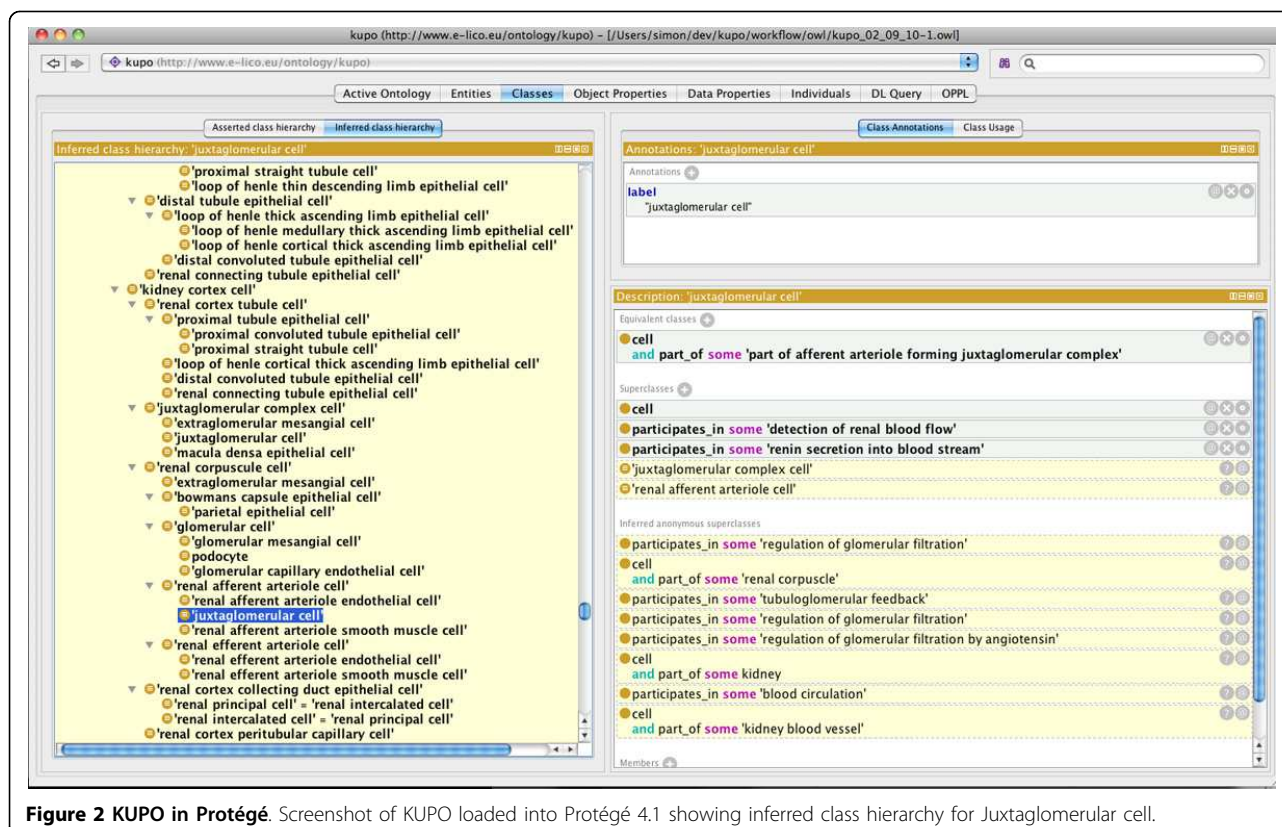 kupo (http://www.e-lico.eu/ontology/kupo) – [/Users/simon/dev/kupo/workflow/owl/kupo_02_09_10-1.owl]
kupo (http://www.e-lico.eu/ontology/kupo)
Active Ontology Entities Classes Object Properties Data Properties Individuals DL Query OPPL
Asserted class hierarchy Inferred class hierarchy
Inferred class hierarchy: 'juxtaglomerular cell'
'proximal straight tubule cell'
'loop of henle thin descending limb epithelial cell'
'distal tubule epithelial cell'
'loop of henle thick ascending limb epithelial cell'
'loop of henle medullary thick ascending limb epithelial cell'
'loop of henle cortical thick ascending limb epithelial cell'
'distal convoluted tubule epithelial cell'
'renal connecting tubule epithelial cell'
'kidney cortex cell'
'renal cortex tubule cell'
'proximal tubule epithelial cell'
'proximal convoluted tubule epithelial cell'
'proximal straight tubule cell'
'loop of henle cortical thick ascending limb epithelial cell'
'distal convoluted tubule epithelial cell'
'renal connecting tubule epithelial cell'
'juxtaglomerular complex cell'
'extraglomerular mesangial cell'
'juxtaglomerular cell'
'macula densa epithelial cell'
'renal corpuscule cell'
'extraglomerular mesangial cell'
'bowmans capsule epithelial cell'
'parietal epithelial cell'
'glomerular cell'
'glomerular mesangial cell'
podocyte
'glomerular capillary endothelial cell'
'renal afferent arteriole cell'
'renal afferent arteriole endothelial cell'
'juxtaglomerular cell'
'renal afferent arteriole smooth muscle cell'
'renal efferent arteriole cell'
'renal efferent arteriole endothelial cell'
'renal efferent arteriole smooth muscle cell'
'renal cortex collecting duct epithelial cell'
'renal principal cell' = 'renal intercalated cell'
'renal intercalated cell' = 'renal principal cell'
'renal cortex peritubular capillary cell'
Class Annotations Class Usage
Annotations: 'juxtaglomerular cell'
Annotations
label
"juxtaglomerular cell"
Description: 'juxtaglomerular cell'
Equivalent classes
cell
and part_of some 'part of afferent arteriole forming juxtaglomerular complex'
Superclasses
cell
participates_in some 'detection of renal blood flow'
participates_in some 'renin secretion into blood stream'
'juxtaglomerular complex cell'
'renal afferent arteriole cell'
Inferred anonymous superclasses
participates_in some 'regulation of glomerular filtration'
cell
and part_of some 'renal corpuscle'
participates_in some 'tubuloglomerular feedback'
participates_in some 'regulation of glomerular filtration'
participates_in some 'regulation of glomerular filtration by angiotensin'
cell
and part_of some kidney
participates_in some 'blood circulation'
cell
and part_of some 'kidney blood vessel'
Members
Figure 2 KUPO in Protégé. Screenshot of KUPO loaded into Protégé 4.1 showing inferred class hierarchy for Juxtaglomerular cell.